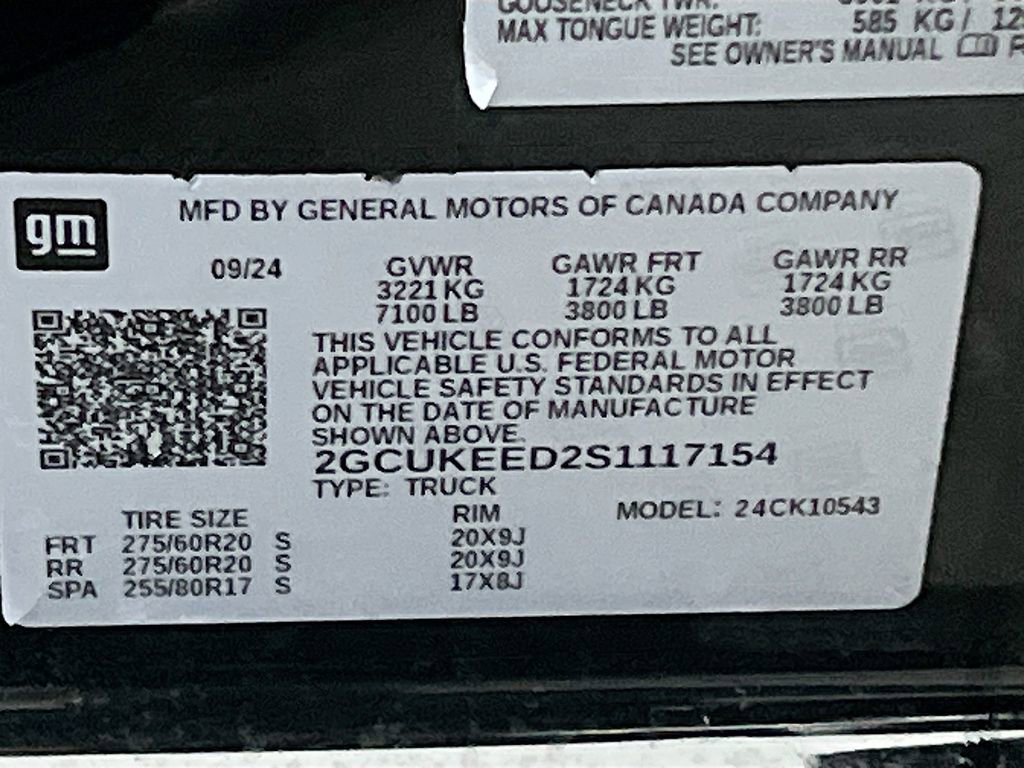 MAX TONGUE WEIGHT: 585 KG/
SEE OWNER'S MANUAL
gm
MFD BY GENERAL MOTORS OF CANADA COMPANY
09/24 GVWR GAWR FRT GAWR RR
3221 KG 1724 KG 1724 KG
7100 LB 3800 LB 3800 LB
THIS VEHICLE CONFORMS TO ALL
APPLICABLE U.S. FEDERAL MOTOR
VEHICLE SAFETY STANDARDS IN EFFECT
ON THE DATE OF MANUFACTURE
SHOWN ABOVE.
2GCUKEED2S1117154
TYPE: TRUCK
TIRE SIZE RIM MODEL: 24CK10543
FRT 275/60R20 S 20X9J
RR 275/60R20 S 20X9J
SPA 255/80R17 S 17X8J